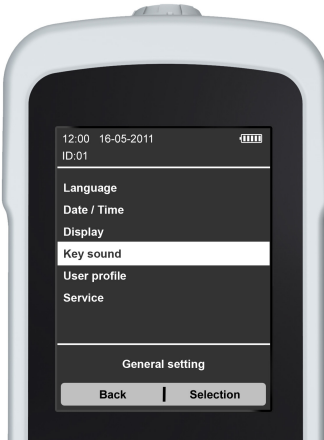 12:00 16-05-2011
ID:01
Language
Date / Time
Display
Key sound
User profile
Service
General setting
Back | Selection